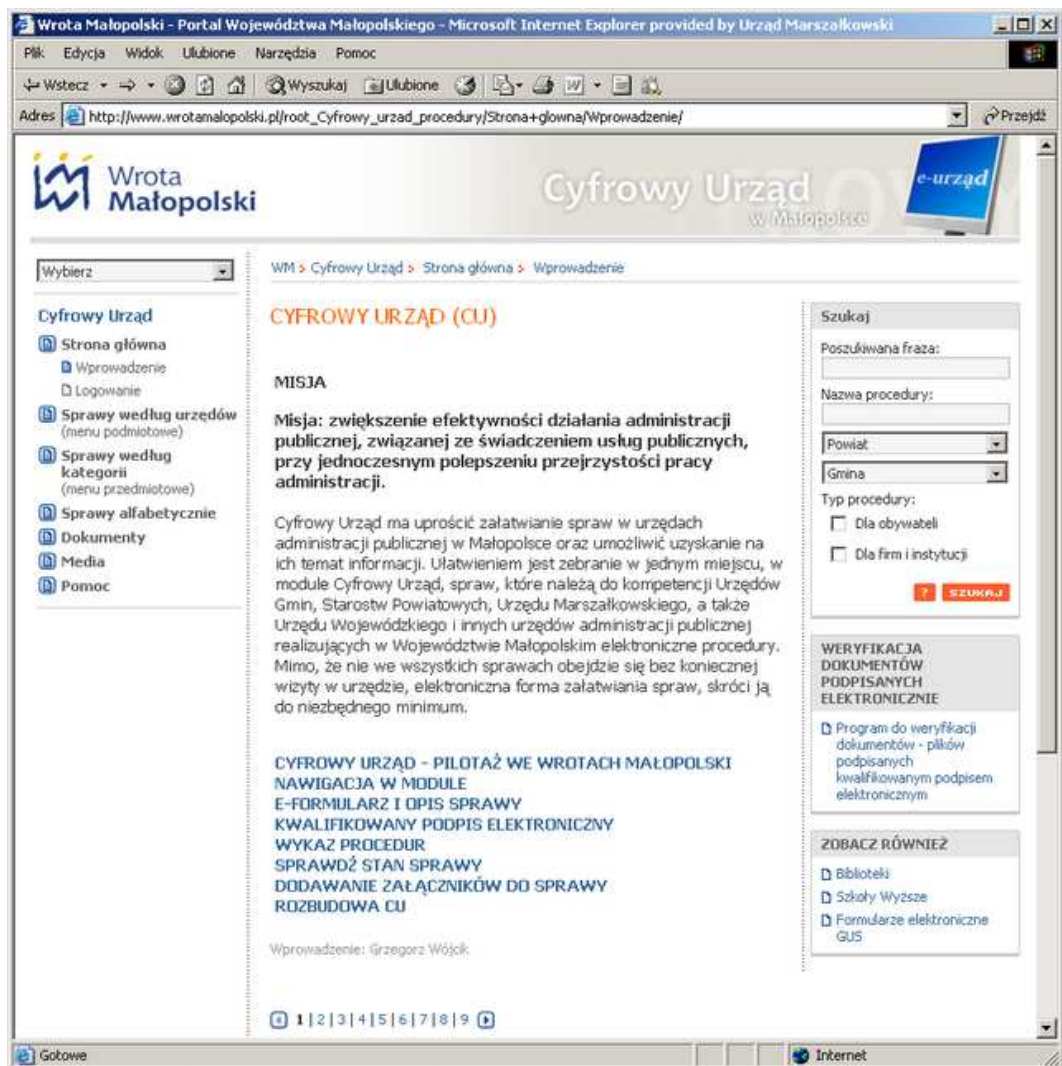 Wrota Małopolski - Portal Województwa Małopolskiego - Microsoft Internet Explorer provided by Urząd Marszałkowski
Plik Edycja Widok Ulubione Narzędzia Pomoc
Wstecz Wyszukaj Ulubione
Adres http://www.wrotamalopolski.pl/root_Cyfrowy_urzad_procedury/Strona+glowna/Wprowadzenie/ Przejdź
Wrota
Małopolski
Cyfrowy Urząd
w Małopolsce
e-urząd
Wybierz
WM > Cyfrowy Urząd > Strona główna > Wprowadzenie
Cyfrowy Urząd
Strona główna
Wprowadzenie
Logowanie
Sprawy według urzędów
(menu podmiotowe)
Sprawy według
kategorii
(menu przedmiotowe)
Sprawy alfabetycznie
Dokumenty
Media
Pomoc
CYFROWY URZĄD (CU)
MISJA
Misja: zwiększenie efektywności działania administracji
publicznej, związanej ze świadczeniem usług publicznych,
przy jednoczesnym polepszeniu przejrzystości pracy
administracji.
Cyfrowy Urząd ma uprościć załatwianie spraw w urzędach
administracji publicznej w Małopolsce oraz umożliwić uzyskanie na
ich temat informacji. Ułatwieniem jest zebranie w jednym miejscu, w
module Cyfrowy Urząd, spraw, które należą do kompetencji Urzędów
Gmin, Starostw Powiatowych, Urzędu Marszałkowskiego, a także
Urzędu Wojewódzkiego i innych urzędów administracji publicznej
realizujących w Województwie Małopolskim elektroniczne procedury.
Mimo, że nie we wszystkich sprawach obejdzie się bez koniecznej
wizyty w urzędzie, elektroniczna forma załatwiania spraw, skróci ją
do niezbędnego minimum.
CYFROWY URZĄD - PILOTAŻ WE WROTACH MAŁOPOLSKI
NAWIGACJA W MODULE
E-FORMULARZ I OPIS SPRAWY
KWALIFIKOWANY PODPIS ELEKTRONICZNY
WYKAZ PROCEDUR
SPRAWDŹ STAN SPRAWY
DODAWANIE ZAŁĄCZNIKÓW DO SPRAWY
ROZBUDOWA CU
Wprowadzenie: Grzegorz Wójcik
1|2|3|4|5|6|7|8|9
Szukaj
Poszukiwana fraza:
Nazwa procedury:
Powiat
Gmina
Typ procedury:
Dla obywateli
Dla firm i instytucji
? SZUKAJ
WERYFIKACJA
DOKUMENTÓW
PODPISANYCH
ELEKTRONICZNIE
Program do weryfikacji
dokumentów - plików
podpisanych
kwalifikowanym podpisem
elektronicznym
ZOBACZ RÓWNIEŻ
Biblioteki
Szkoły Wyższe
Formularze elektroniczne
GUS
Gotowe Internet